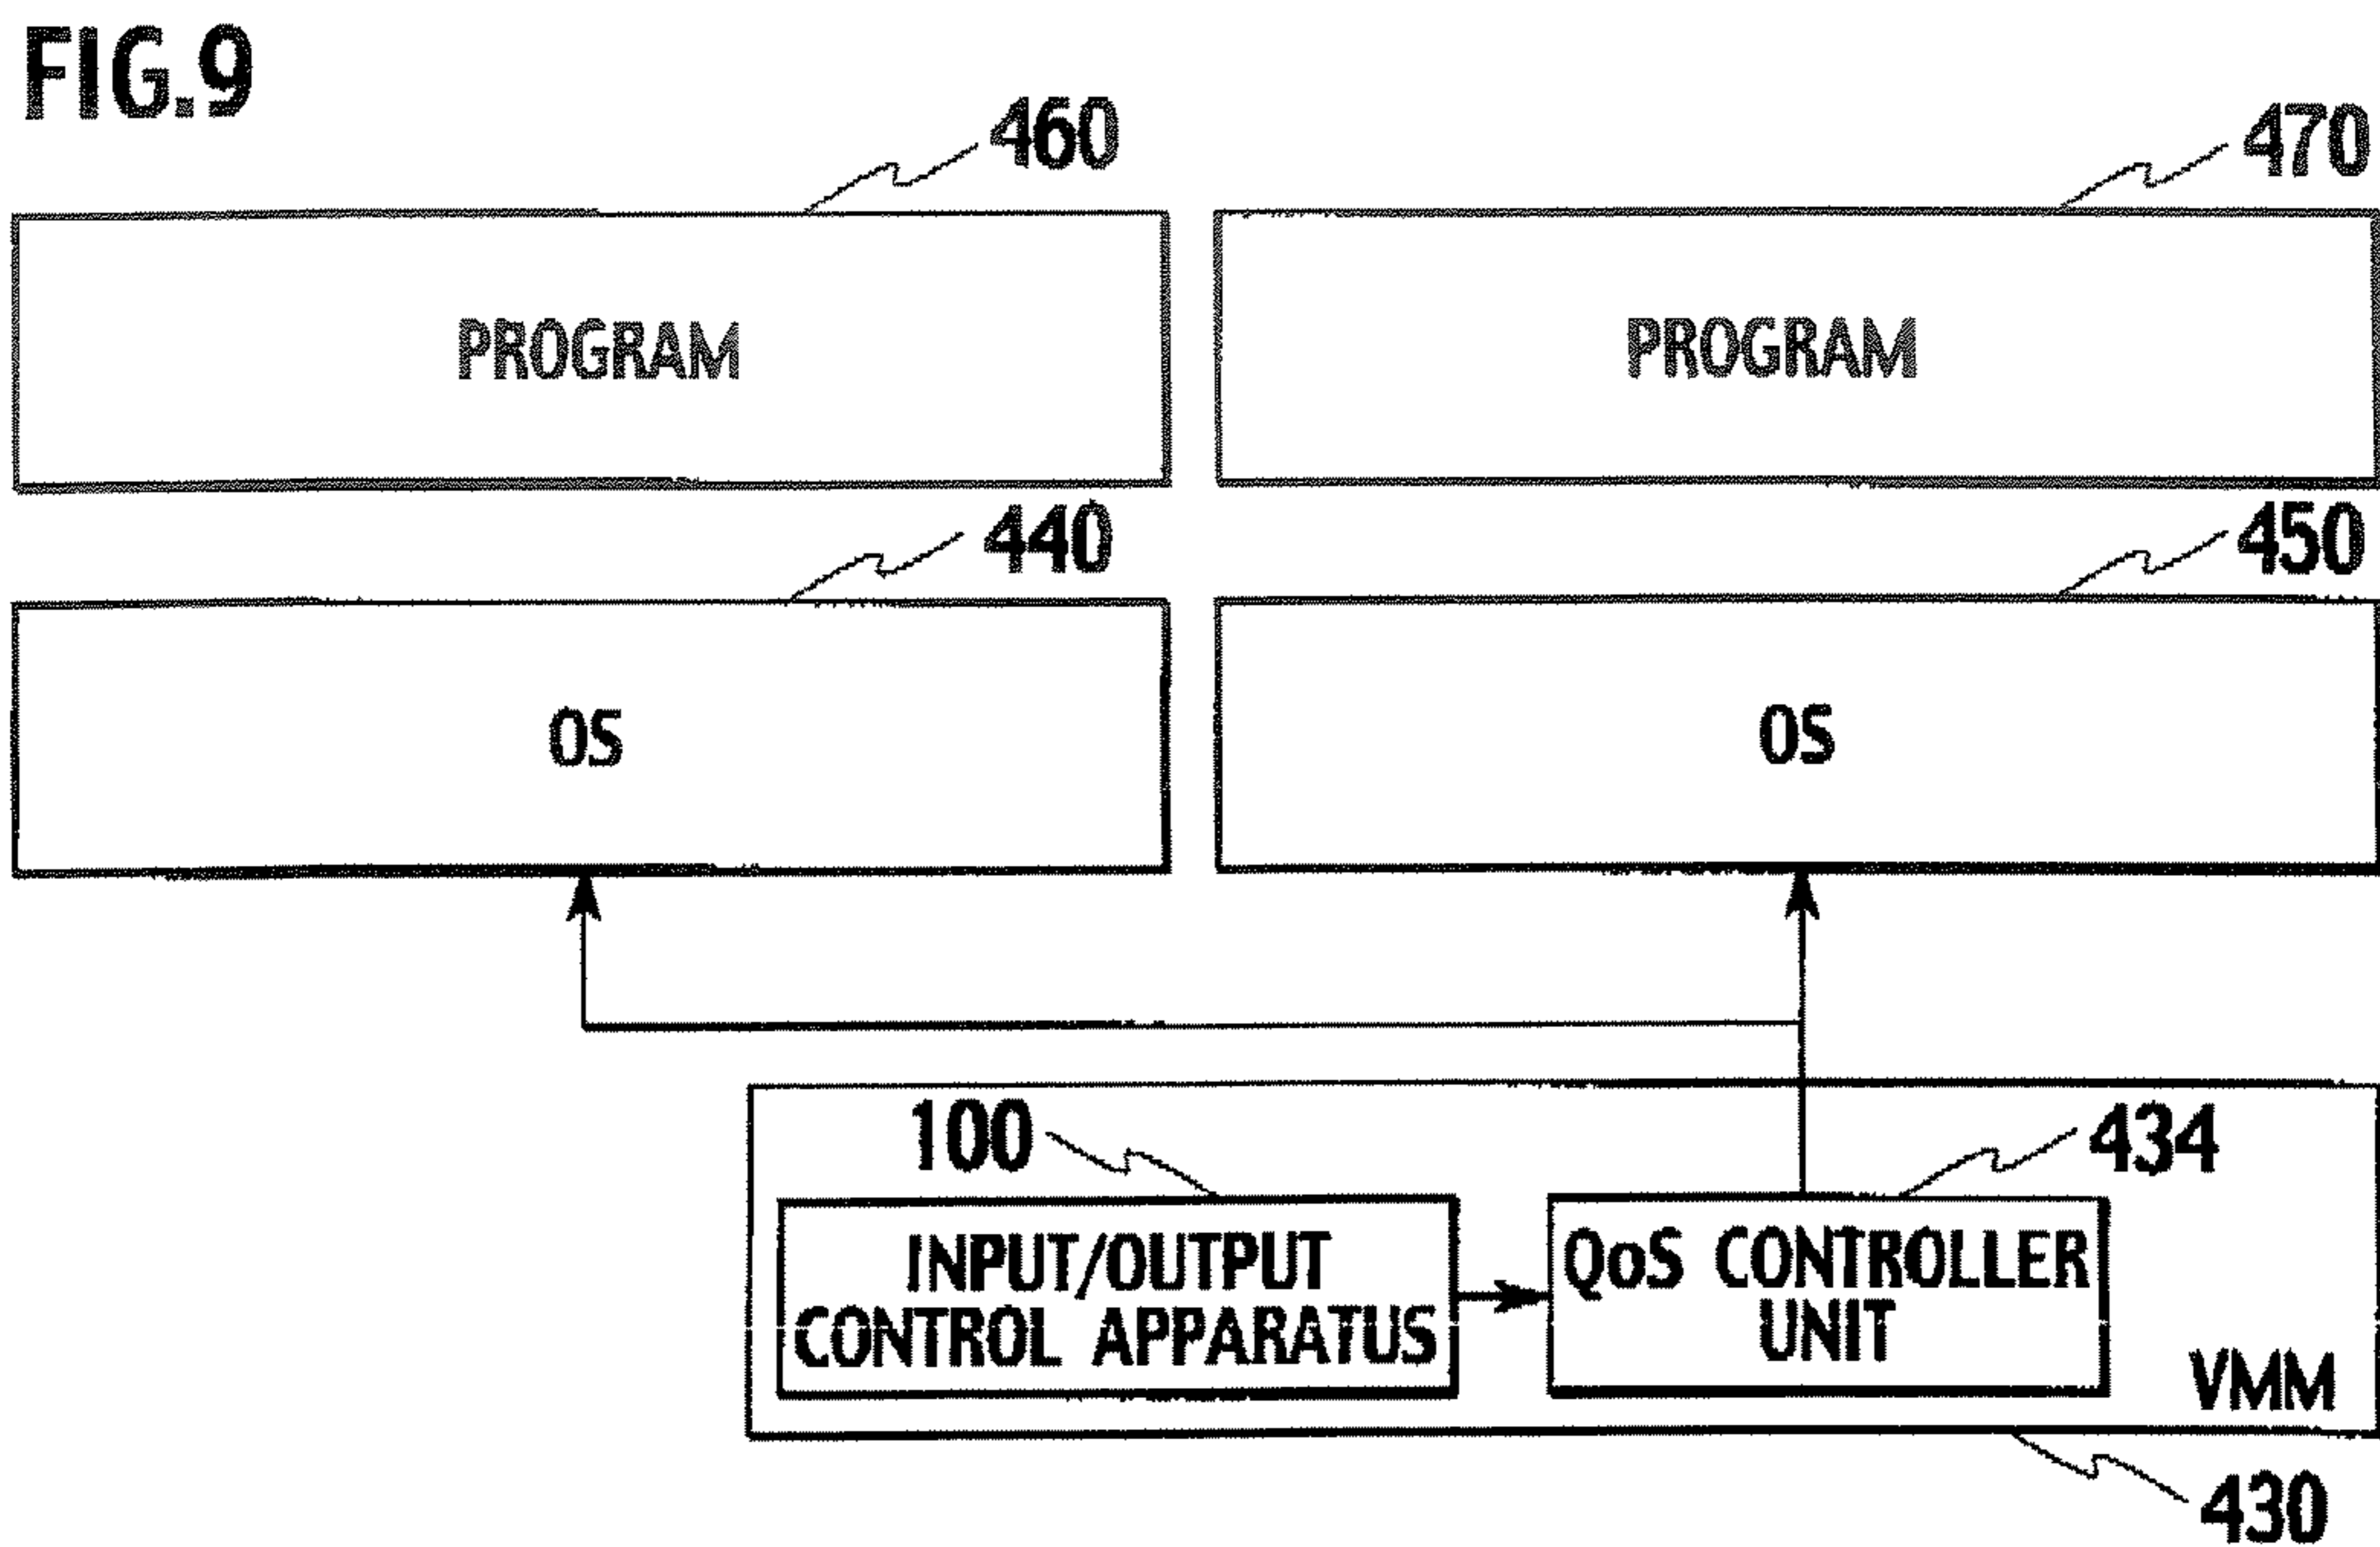 FIG.9
460
470
PROGRAM
PROGRAM
440
450
OS
OS
100
434
INPUT/OUTPUT
CONTROL APPARATUS
QoS CONTROLLER
UNIT
VMM
430